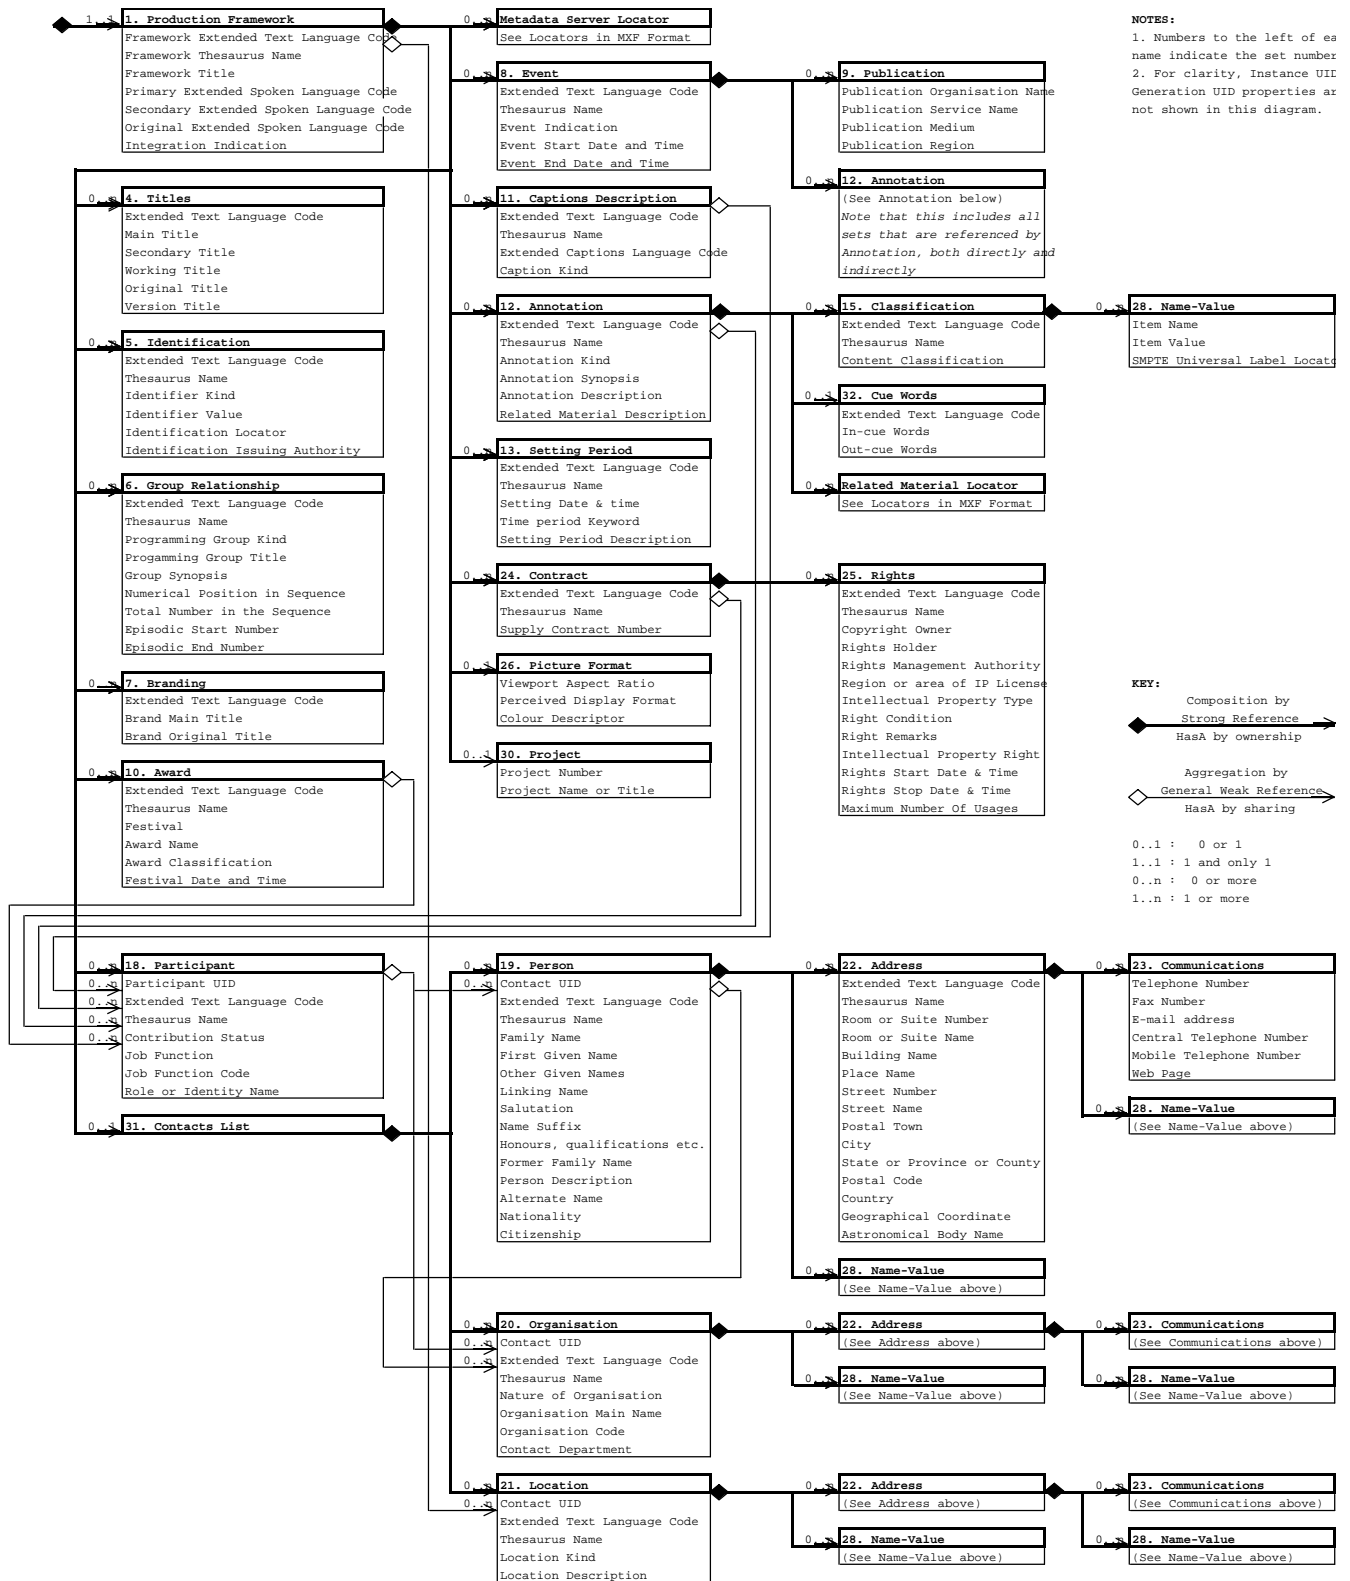 1..1
1. Production Framework
Framework Extended Text Language Code
Framework Thesaurus Name
Framework Title
Primary Extended Spoken Language Code
Secondary Extended Spoken Language Code
Original Extended Spoken Language Code
Integration Indication
0..n
4. Titles
Extended Text Language Code
Main Title
Secondary Title
Working Title
Original Title
Version Title
0..n
5. Identification
Extended Text Language Code
Thesaurus Name
Identifier Kind
Identifier Value
Identification Locator
Identification Issuing Authority
0..n
6. Group Relationship
Extended Text Language Code
Thesaurus Name
Programming Group Kind
Progamming Group Title
Group Synopsis
Numerical Position in Sequence
Total Number in the Sequence
Episodic Start Number
Episodic End Number
0..n
7. Branding
Extended Text Language Code
Brand Main Title
Brand Original Title
0..n
10. Award
Extended Text Language Code
Thesaurus Name
Festival
Award Name
Award Classification
Festival Date and Time
0..n
18. Participant
0..n
Participant UID
0..n
Extended Text Language Code
0..n
Thesaurus Name
0..n
Contribution Status
Job Function
Job Function Code
Role or Identity Name
0..1
31. Contacts List
0..n
Metadata Server Locator
See Locators in MXF Format
0..n
8. Event
Extended Text Language Code
Thesaurus Name
Event Indication
Event Start Date and Time
Event End Date and Time
0..n
11. Captions Description
Extended Text Language Code
Thesaurus Name
Extended Captions Language Code
Caption Kind
0..n
12. Annotation
Extended Text Language Code
Thesaurus Name
Annotation Kind
Annotation Synopsis
Annotation Description
Related Material Description
0..n
13. Setting Period
Extended Text Language Code
Thesaurus Name
Setting Date & time
Time period Keyword
Setting Period Description
0..n
24. Contract
Extended Text Language Code
Thesaurus Name
Supply Contract Number
0..1
26. Picture Format
Viewport Aspect Ratio
Perceived Display Format
Colour Descriptor
0..1
30. Project
Project Number
Project Name or Title
0..n
19. Person
0..n
Contact UID
Extended Text Language Code
Thesaurus Name
Family Name
First Given Name
Other Given Names
Linking Name
Salutation
Name Suffix
Honours, qualifications etc.
Former Family Name
Person Description
Alternate Name
Nationality
Citizenship
0..n
20. Organisation
0..n
Contact UID
0..n
Extended Text Language Code
Thesaurus Name
Nature of Organisation
Organisation Main Name
Organisation Code
Contact Department
0..n
21. Location
0..n
Contact UID
Extended Text Language Code
Thesaurus Name
Location Kind
Location Description
0..n
9. Publication
Publication Organisation Name
Publication Service Name
Publication Medium
Publication Region
0..n
12. Annotation
(See Annotation below)
Note that this includes all
sets that are referenced by
Annotation, both directly and
indirectly
0..n
15. Classification
Extended Text Language Code
Thesaurus Name
Content Classification
0..1
32. Cue Words
Extended Text Language Code
In-cue Words
Out-cue Words
0..n
Related Material Locator
See Locators in MXF Format
0..n
25. Rights
Extended Text Language Code
Thesaurus Name
Copyright Owner
Rights Holder
Rights Management Authority
Region or area of IP License
Intellectual Property Type
Right Condition
Right Remarks
Intellectual Property Right
Rights Start Date & Time
Rights Stop Date & Time
Maximum Number Of Usages
0..n
22. Address
Extended Text Language Code
Thesaurus Name
Room or Suite Number
Room or Suite Name
Building Name
Place Name
Street Number
Street Name
Postal Town
City
State or Province or County
Postal Code
Country
Geographical Coordinate
Astronomical Body Name
0..n
28. Name-Value
(See Name-Value above)
0..n
22. Address
(See Address above)
0..n
28. Name-Value
(See Name-Value above)
0..n
22. Address
(See Address above)
0..n
28. Name-Value
(See Name-Value above)
NOTES:
1. Numbers to the left of ea
name indicate the set number
2. For clarity, Instance UID
Generation UID properties ar
not shown in this diagram.
0..n
28. Name-Value
Item Name
Item Value
SMPTE Universal Label Locato
KEY:
Composition by
Strong Reference
HasA by ownership
Aggregation by
General Weak Reference
HasA by sharing
0..1 : 0 or 1
1..1 : 1 and only 1
0..n : 0 or more
1..n : 1 or more
0..n
23. Communications
Telephone Number
Fax Number
E-mail address
Central Telephone Number
Mobile Telephone Number
Web Page
0..n
28. Name-Value
(See Name-Value above)
0..n
23. Communications
(See Communications above)
0..n
28. Name-Value
(See Name-Value above)
0..n
23. Communications
(See Communications above)
0..n
28. Name-Value
(See Name-Value above)